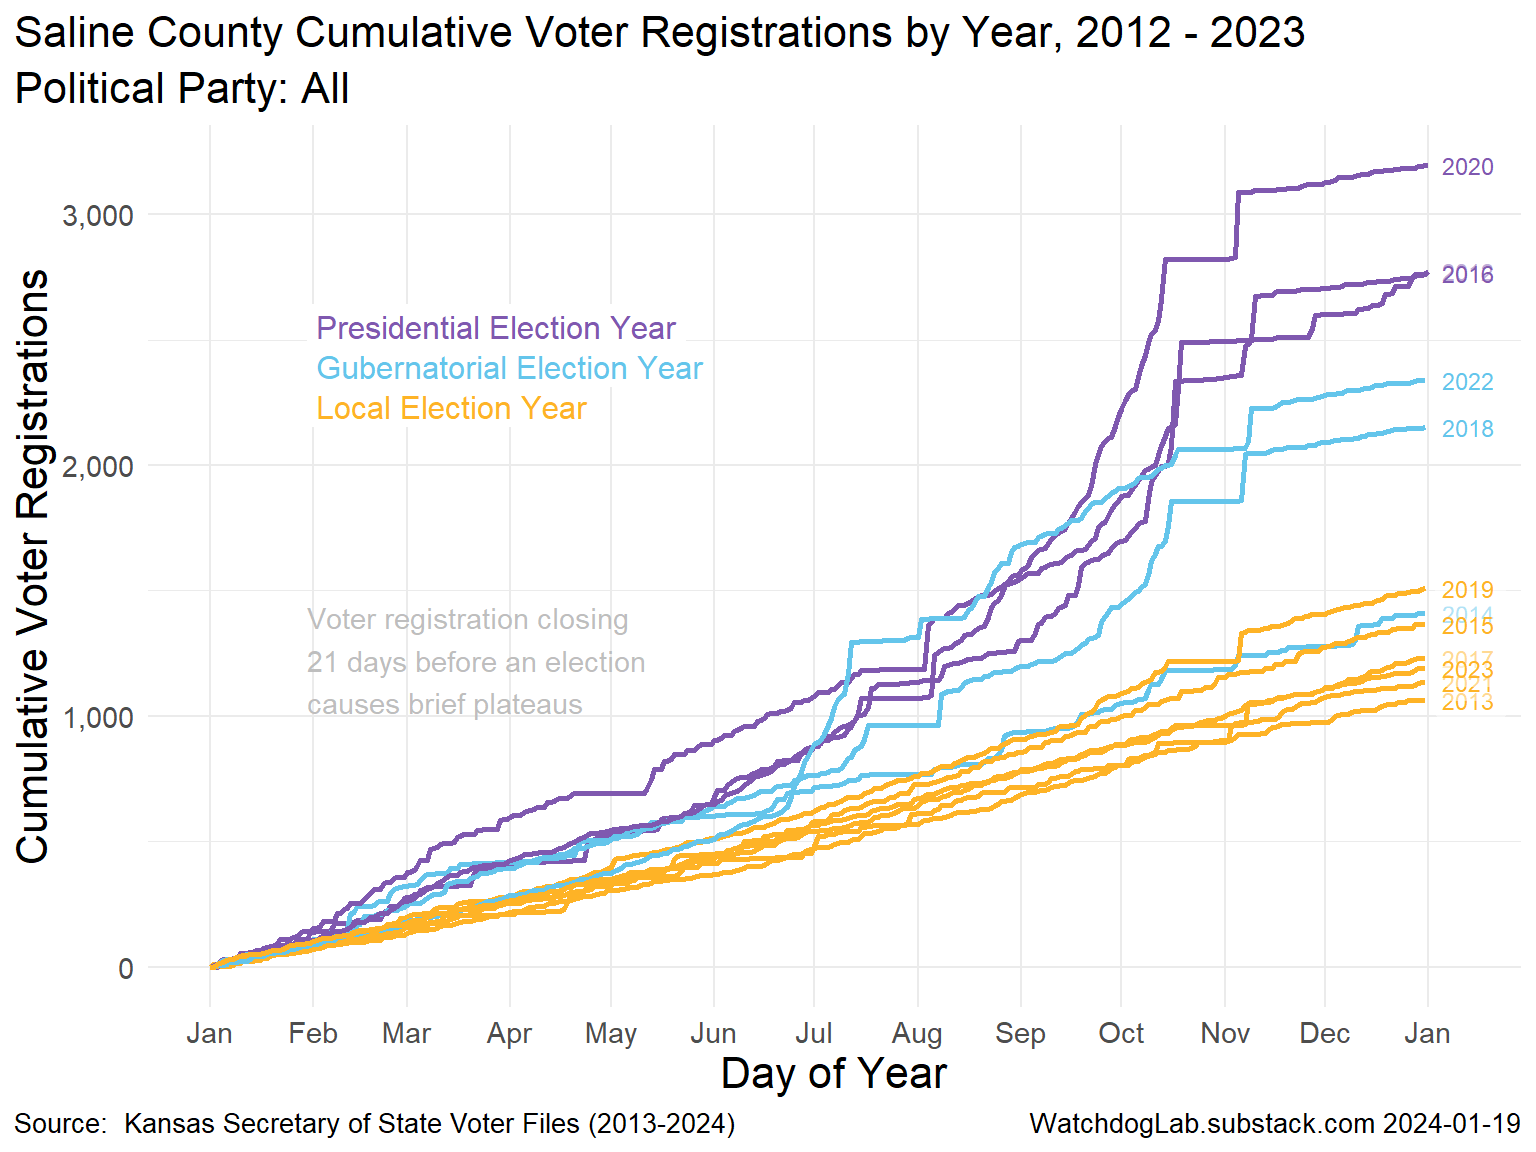 Saline County Cumulative Voter Registrations by Year, 2012 - 2023
Political Party: All
Cumulative Voter Registrations
3,000
2,000
1,000
0
Presidential Election Year
Gubernatorial Election Year
Local Election Year
Voter registration closing
21 days before an election
causes brief plateaus
2020
2016
2022
2018
2019
2014
2015
2017
2023
2021
2013
Jan Feb Mar Apr May Jun Jul Aug Sep Oct Nov Dec Jan
Day of Year
Source:  Kansas Secretary of State Voter Files (2013-2024)
WatchdogLab.substack.com 2024-01-19